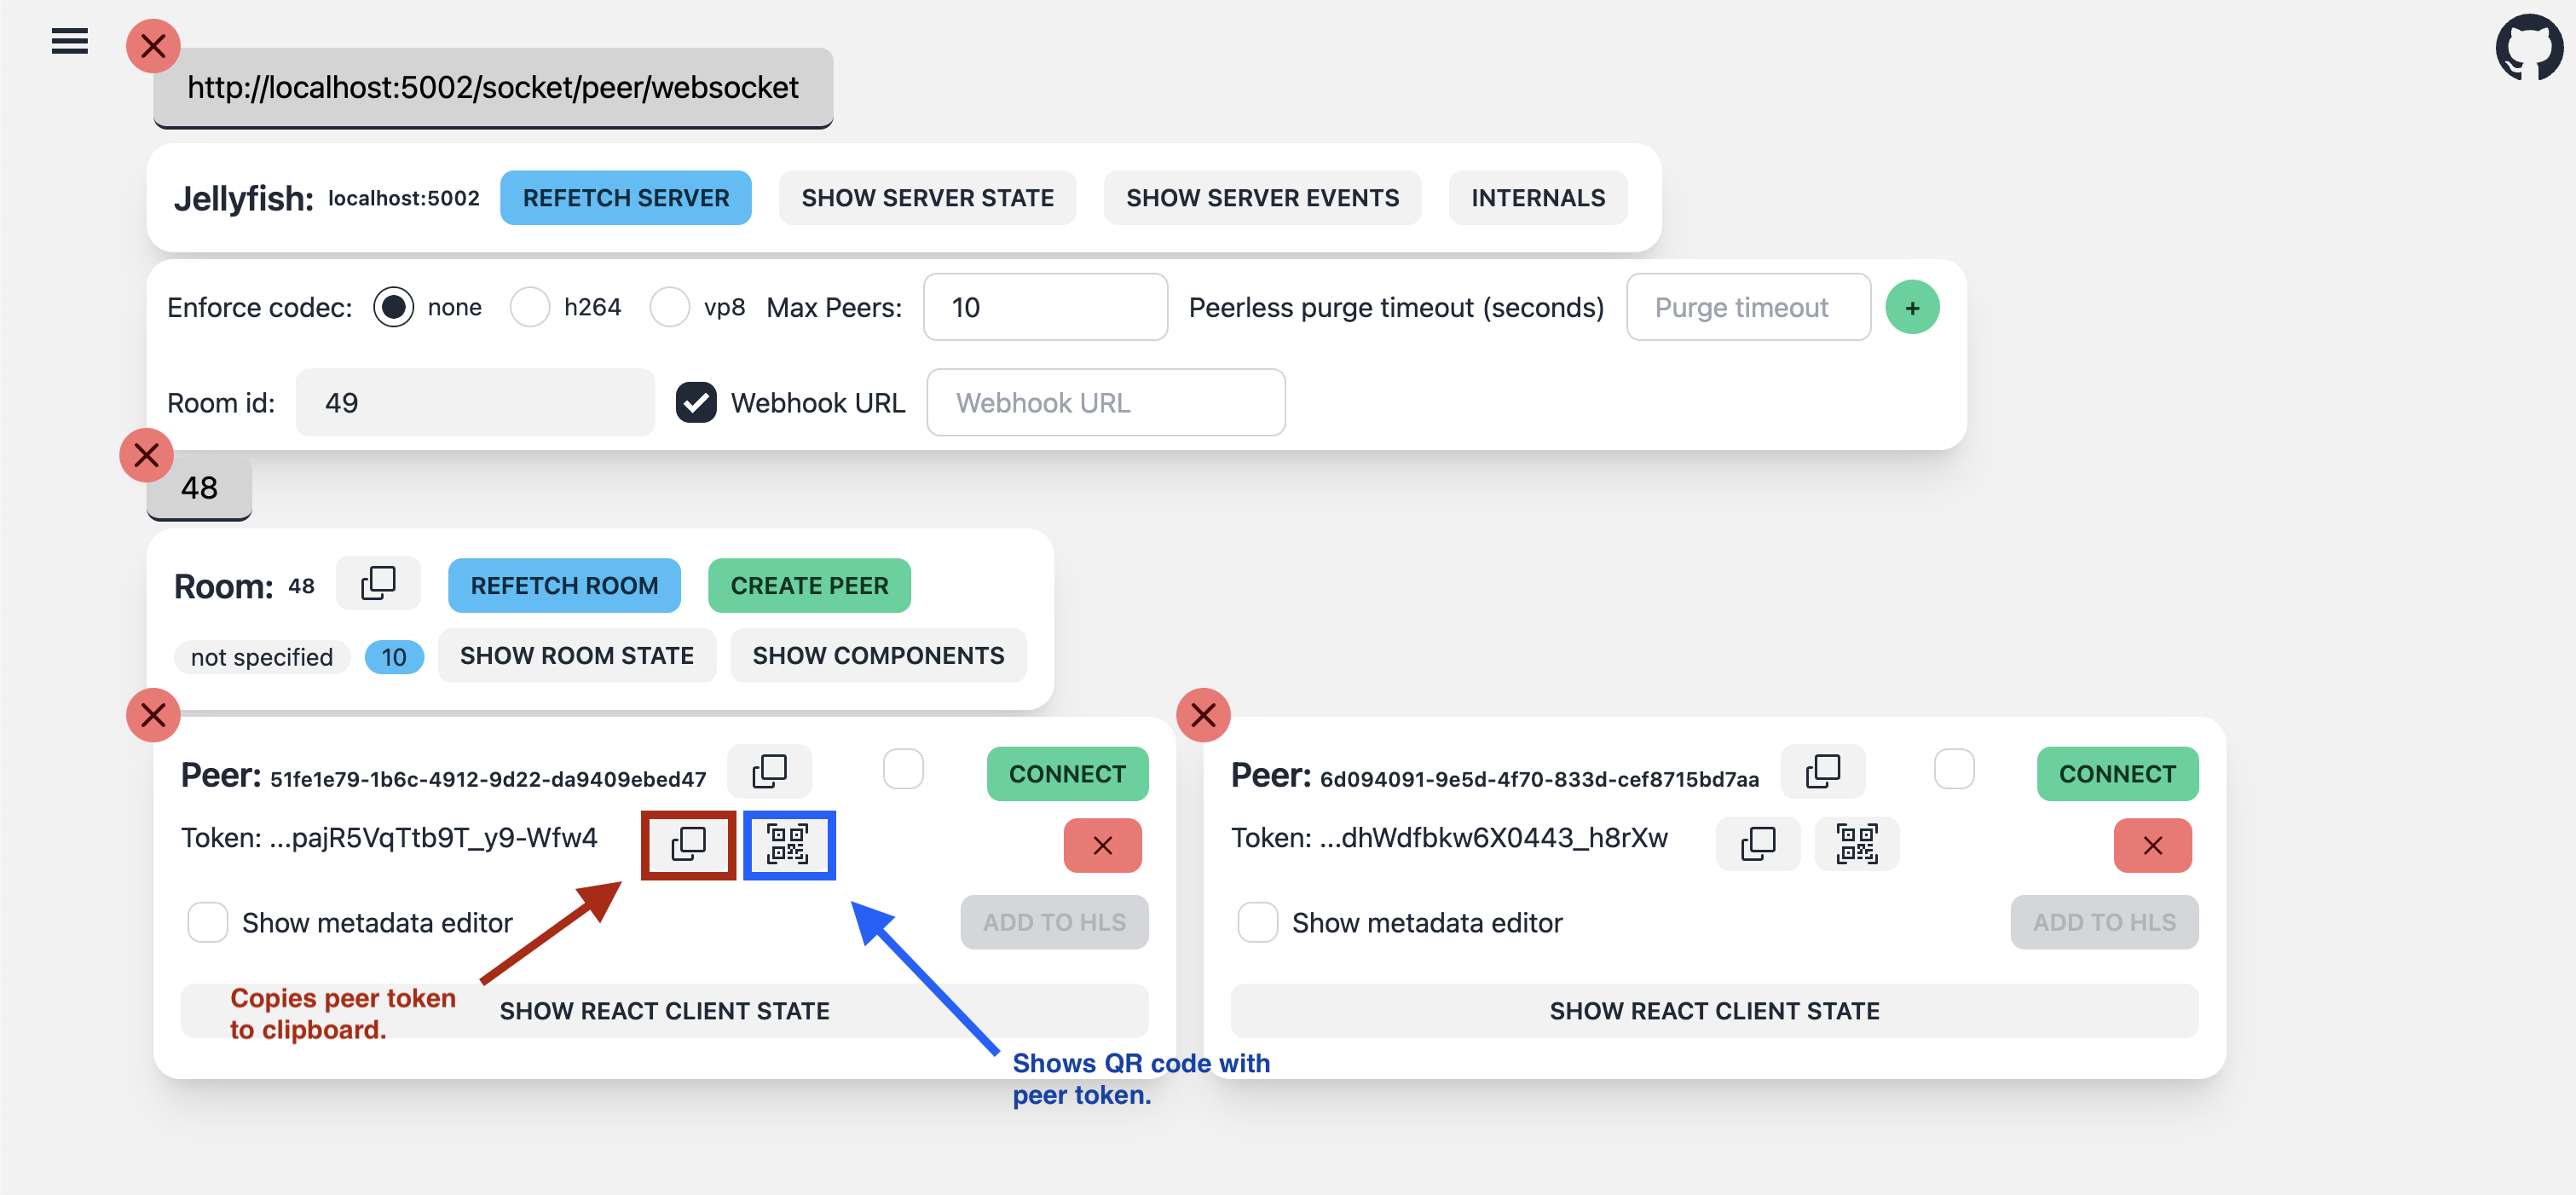 http://localhost:5002/socket/peer/websocket
Jellyfish: localhost:5002 REFETCH SERVER SHOW SERVER STATE SHOW SERVER EVENTS INTERNALS
Enforce codec: none h264 vp8 Max Peers: 10 Peerless purge timeout (seconds) Purge timeout +
Room id: 49 Webhook URL Webhook URL
48
Room: 48 REFETCH ROOM CREATE PEER
not specified 10 SHOW ROOM STATE SHOW COMPONENTS
Peer: 51fe1e79-1b6c-4912-9d22-da9409ebed47 CONNECT
Token: ...pajR5VqTtb9T_y9-Wfw4
Show metadata editor ADD TO HLS
Copies peer token
to clipboard.
SHOW REACT CLIENT STATE
Shows QR code with
peer token.
Peer: 6d094091-9e5d-4f70-833d-cef8715bd7aa CONNECT
Token: ...dhWdfbkw6X0443_h8rXw
Show metadata editor ADD TO HLS
SHOW REACT CLIENT STATE